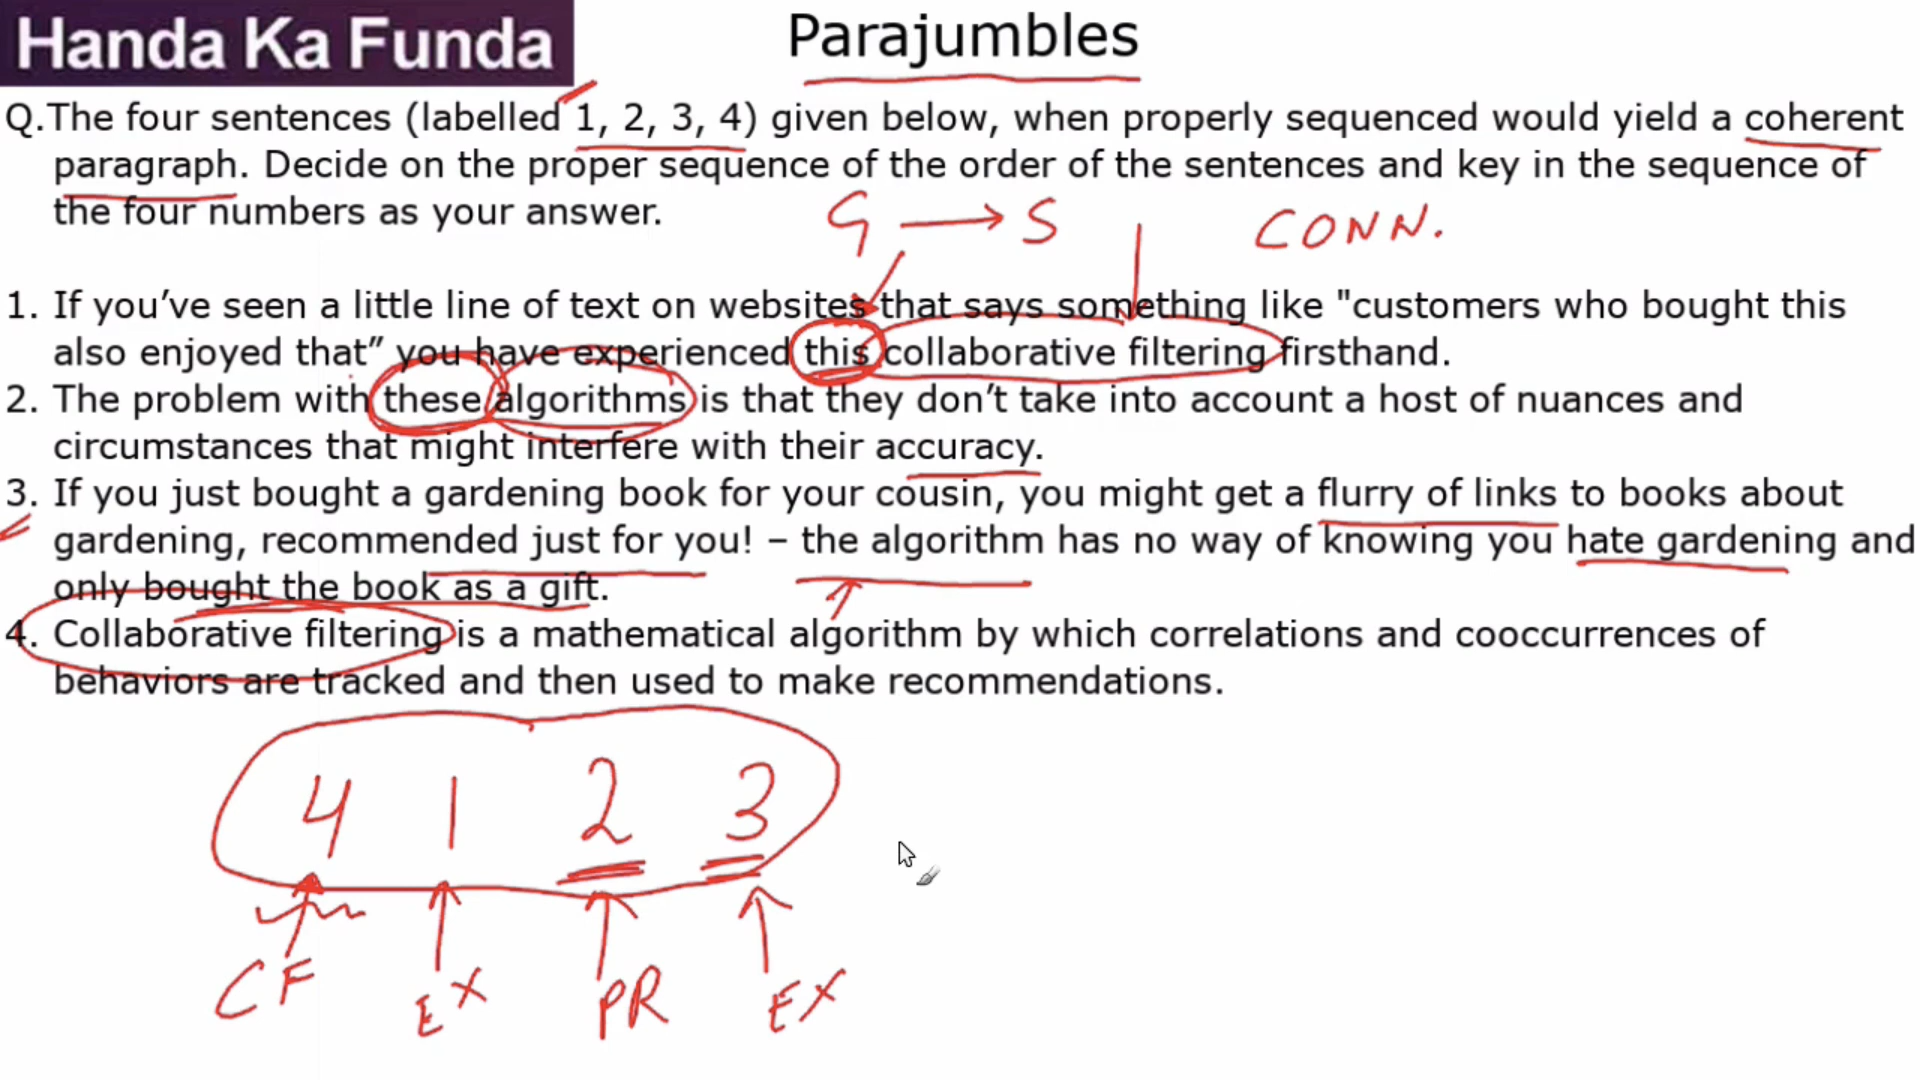 Handa Ka Funda
Parajumbles
Q.The four sentences (labelled 1, 2, 3, 4) given below, when properly sequenced would yield a coherent
paragraph. Decide on the proper sequence of the order of the sentences and key in the sequence of
the four numbers as your answer.
G → S CONN.
1. If you’ve seen a little line of text on websites that says something like "customers who bought this
also enjoyed that” you have experienced this collaborative filtering firsthand.
2. The problem with these algorithms is that they don’t take into account a host of nuances and
circumstances that might interfere with their accuracy.
3. If you just bought a gardening book for your cousin, you might get a flurry of links to books about
gardening, recommended just for you! – the algorithm has no way of knowing you hate gardening and
only bought the book as a gift.
4. Collaborative filtering is a mathematical algorithm by which correlations and cooccurrences of
behaviors are tracked and then used to make recommendations.
4 1 2 3
CF EX PR EX